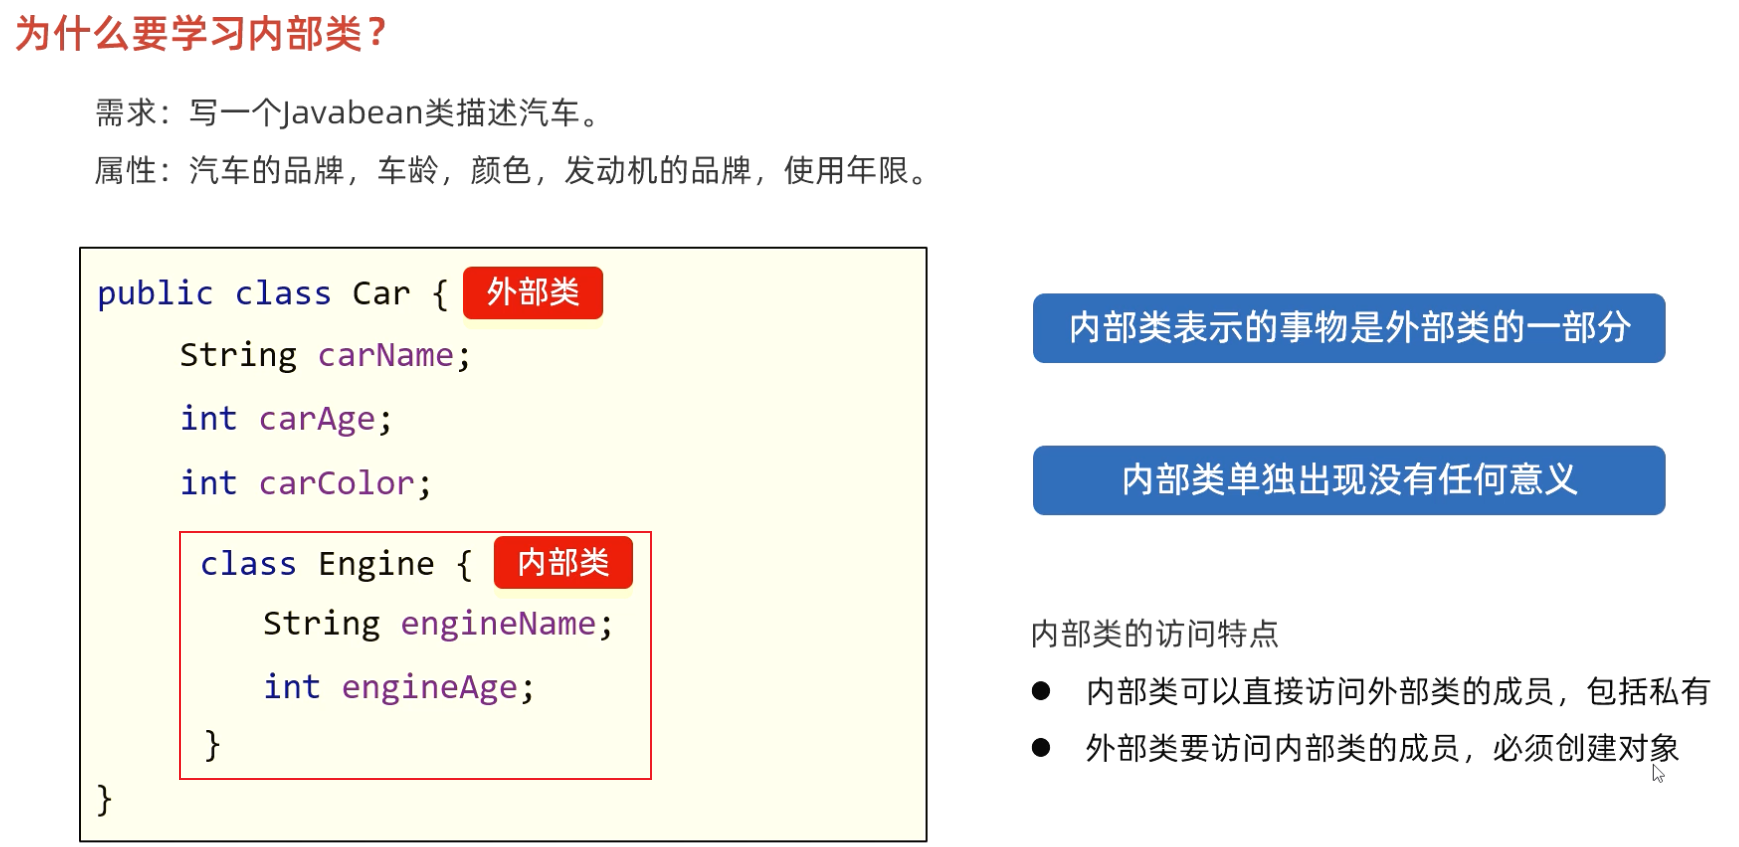 为什么要学习内部类?
需求：写一个Javabean类描述汽车。
属性：汽车的品牌，车龄，颜色，发动机的品牌，使用年限。
public class Car { 外部类
String carName;
int carAge;
int carColor;
class Engine { 内部类
String engineName;
int engineAge;
}
}
内部类表示的事物是外部类的一部分
内部类单独出现没有任何意义
内部类的访问特点
● 内部类可以直接访问外部类的成员，包括私有
● 外部类要访问内部类的成员，必须创建对象